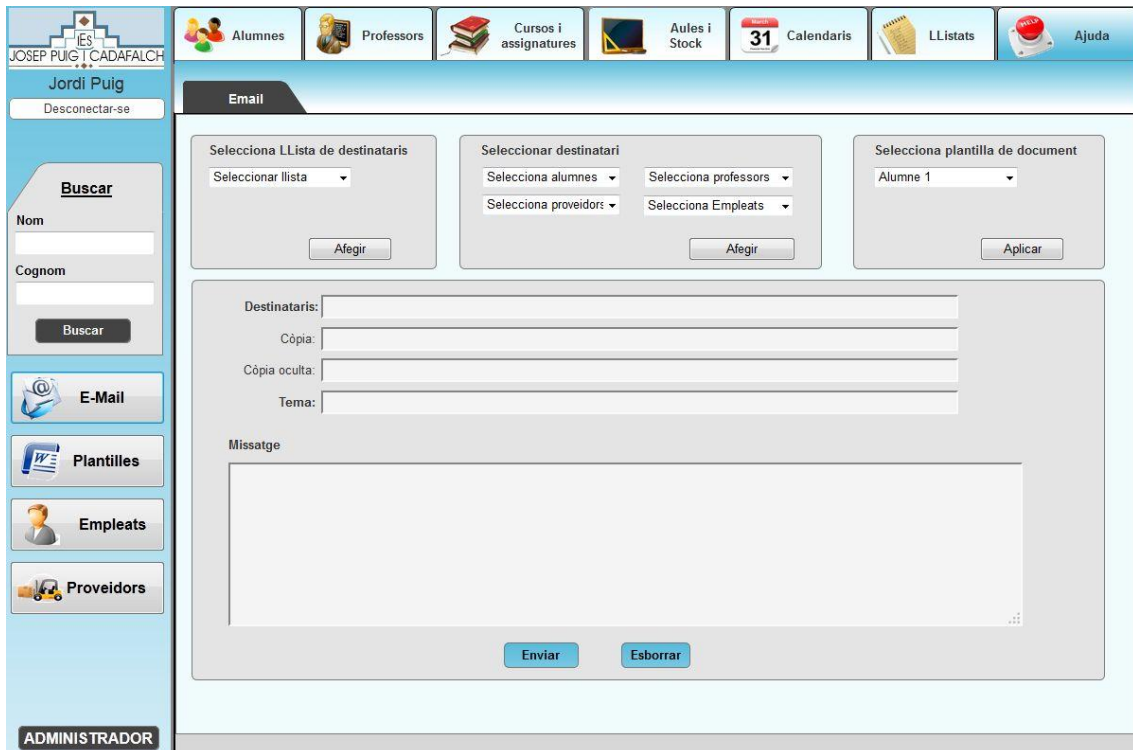 IES
JOSEP PUIG I CADAFALCH
Jordi Puig
Desconectar-se
Alumnes
Professors
Cursos i
assignatures
Aules i
Stock
March
31
Calendaris
LListats
HELP
Ajuda
Email
Buscar
Nom
Cognom
Buscar
E-Mail
Plantilles
Empleats
Proveidors
ADMINISTRADOR
Selecciona LLista de destinataris
Seleccionar llista
Afegir
Seleccionar destinatari
Selecciona alumnes
Selecciona professors
Selecciona proveidors
Selecciona Empleats
Afegir
Selecciona plantilla de document
Alumne 1
Aplicar
Destinataris:
Còpia:
Còpia oculta:
Tema:
Missatge
Enviar
Esborrar